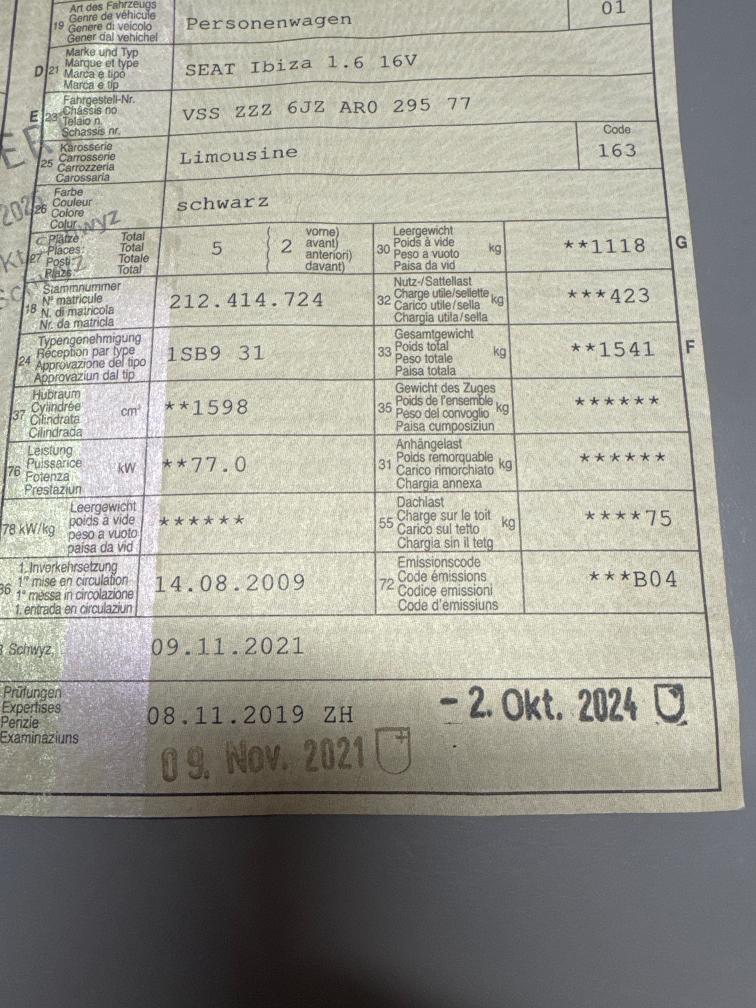 Art des Fahrzeugs
Genre de véhicule
19 Genere di veicolo
Gener dal vehichel
Personenwagen
01
Marke und Typ
D 21 Marque et type
Marca e tipo
Marca e tip
SEAT Ibiza 1.6 16V
Fahrgestell-Nr.
E 23 Châssis no
Telaio n.
Schassis nr.
VSS ZZZ 6JZ AR0 295 77
Karosserie
25 Carrosserie
Carrozzeria
Carossaria
Limousine
Code
163
Farbe
26 Couleur
Colore
Colur
schwarz
Plätze: Total
27 Places: Total
Posti: Totale
Plazs: Total
5
2
vorne)
avant)
anteriori)
davant)
Leergewicht
30 Poids à vide kg
Peso a vuoto
Paisa da vid
**1118 G
Stammnummer
18 N° matricule
N. di matricola
Nr. da matricla
212.414.724
Nutz-/Sattellast
32 Charge utile/sellette kg
Carico utile/sella
Chargia utila/sella
***423
Typengenehmigung
24 Réception par type
Approvazione del tipo
Approvaziun dal tip
1SB9 31
Gesamtgewicht
33 Poids total kg
Peso totale
Paisa totala
**1541 F
Hubraum
37 Cylindrée cm³
Cilindrata
Cilindrada
**1598
Gewicht des Zuges
35 Poids de l'ensemble kg
Peso del convoglio
Paisa cumposiziun
******
Leistung
76 Puissance kW
Potenza
Prestaziun
**77.0
Anhängelast
31 Poids remorquable kg
Carico rimorchiato
Chargia annexa
******
Leergewicht
78 kW/kg poids à vide
peso a vuoto
paisa da vid
******
Dachlast
55 Charge sur le toit kg
Carico sul tetto
Chargia sin il tetg
****75
1. Inverkehrsetzung
36 1re mise en circulation
1a messa in circolazione
1. entrada en circulaziun
14.08.2009
Emissionscode
72 Code émissions
Codice emissioni
Code d'emissiuns
***B04
Schwyz,
09.11.2021
Prüfungen
Expertises
Perizie
Examinaziuns
08.11.2019 ZH
- 2. Okt. 2024
09. Nov. 2021